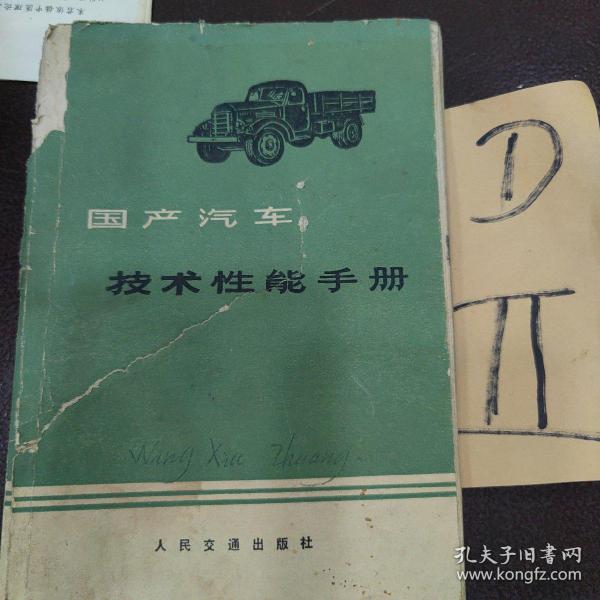 国产汽车
技术性能手册
Wang Xiu Zhuang
人民交通出版社
D
II
孔夫子旧书网
www.kongfz.com